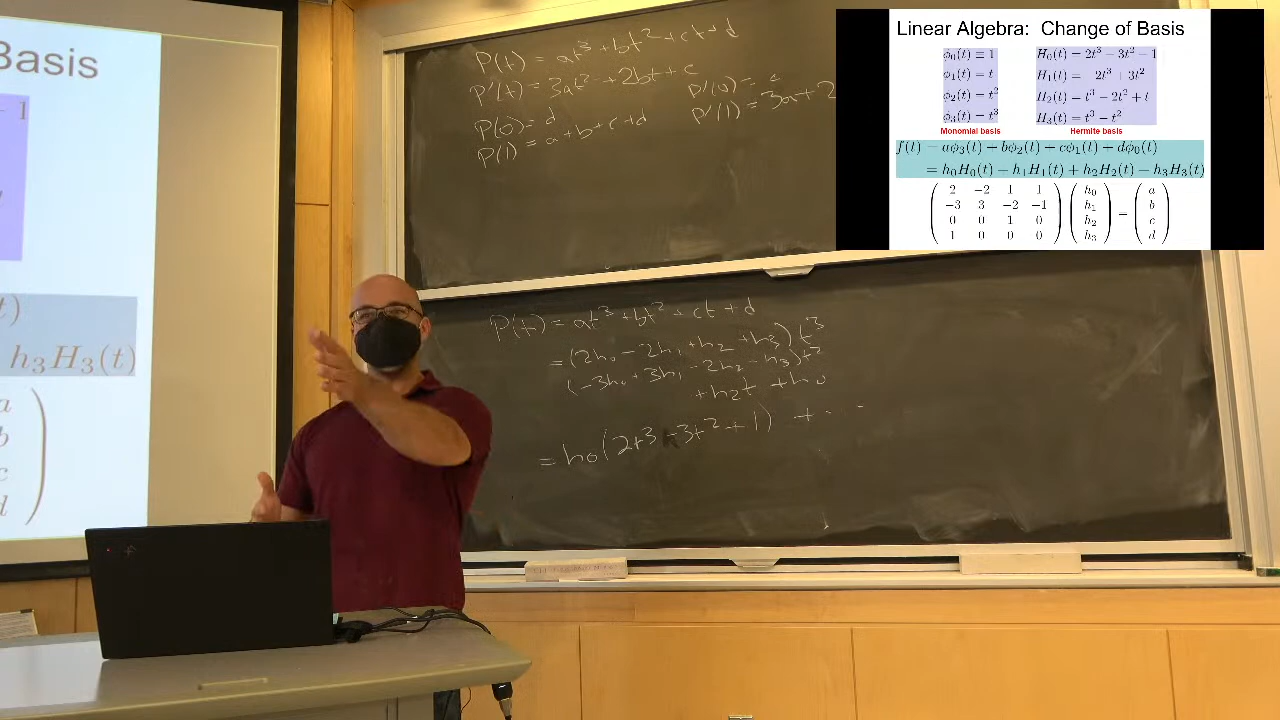 Basis
- 1
t)
h₃H₃(t)
a
b
c
d
P(t) = at³ + bt² + ct + d
P'(t) = 3at² + 2bt + c
P(0) = d
P(1) = a + b + c + d
P'(0) = c
P'(1) = 3a + 2
P(t) = at³ + bt² + ct + d
= (2h₀ - 2h₁ + h₂ + h₃) t³
(-3h₀ + 3h₁ - 2h₂ - h₃) t²
+ h₂t + h₀
= h₀(2t³ - 3t² + 1) + ...
Linear Algebra: Change of Basis
ϕ₀(t) ≡ 1
ϕ₁(t) = t
ϕ₂(t) = t²
ϕ₃(t) = t³
Monomial basis
H₀(t) = 2t³ - 3t² + 1
H₁(t) = -2t³ + 3t²
H₂(t) = t³ - 2t² + t
H₃(t) = t³ - t²
Hermite basis
f(t) = aϕ₃(t) + bϕ₂(t) + cϕ₁(t) + dϕ₀(t)
= h₀H₀(t) + h₁H₁(t) + h₂H₂(t) + h₃H₃(t)
2 -2 1 1 h₀ a
-3 3 -2 -1 h₁ = b
0 0 1 0 h₂ c
1 0 0 0 h₃ d